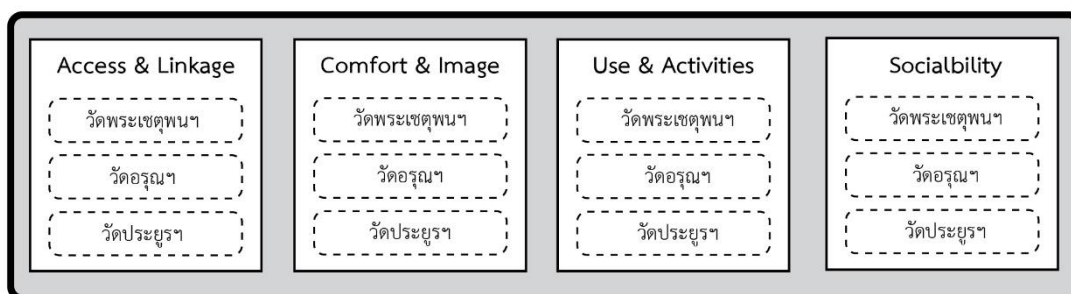 Access & Linkage
วัดพระเชตุพนฯ
วัดอรุณฯ
วัดประยูรฯ
Comfort & Image
วัดพระเชตุพนฯ
วัดอรุณฯ
วัดประยูรฯ
Use & Activities
วัดพระเชตุพนฯ
วัดอรุณฯ
วัดประยูรฯ
Socialbility
วัดพระเชตุพนฯ
วัดอรุณฯ
วัดประยูรฯ